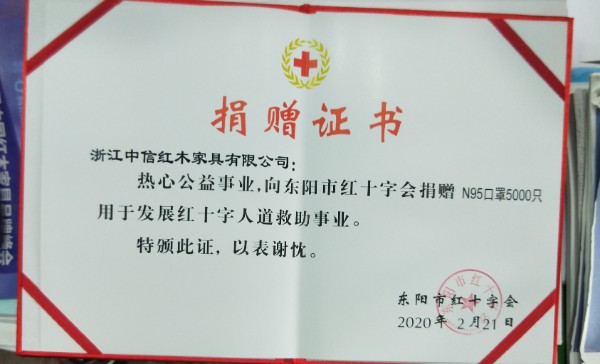 捐赠证书
浙江中信红木家具有限公司：
热心公益事业，向东阳市红十字会捐赠 N95口罩5000只
用于发展红十字人道救助事业。
特颁此证，以表谢忱。
东阳市红十字会
2020年 2月21日